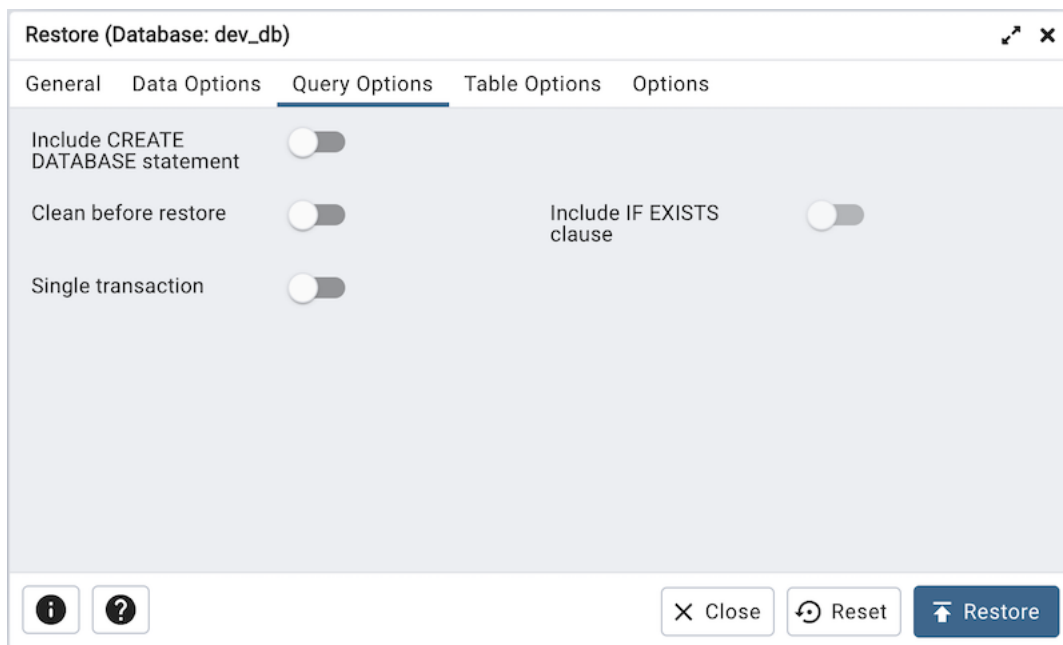 Restore (Database: dev_db)
General Data Options Query Options Table Options Options
Include CREATE
DATABASE statement
Clean before restore
Include IF EXISTS
clause
Single transaction
Close Reset Restore